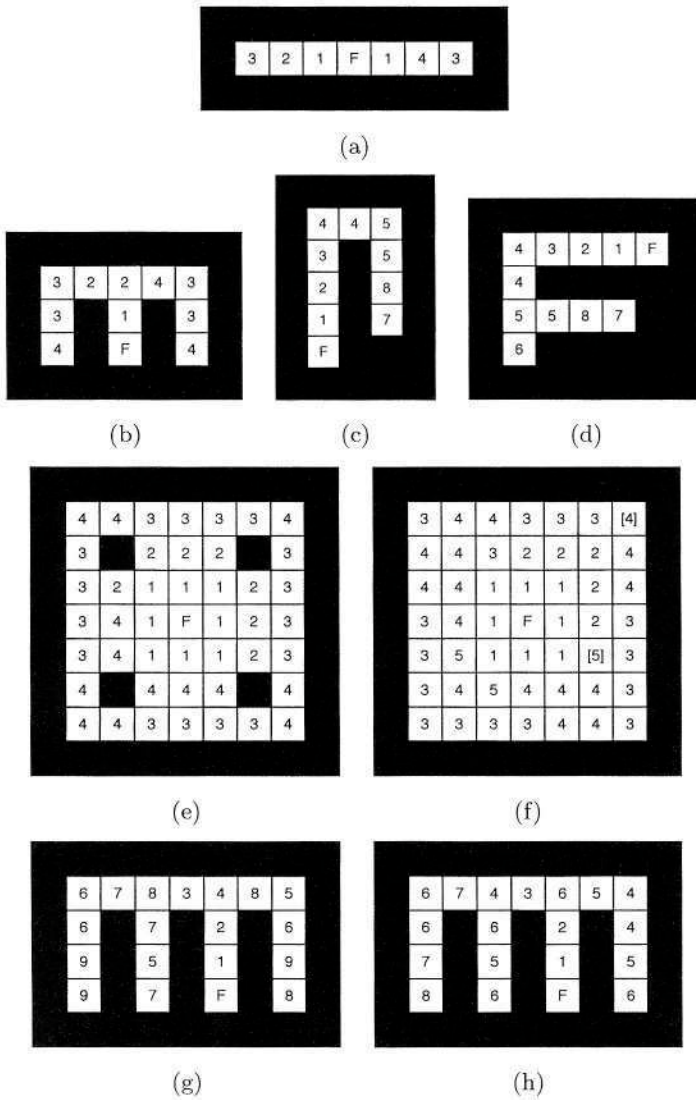 3 2 1 F 1 4 3
(a)
3 2 2 4 3
3 1 3
4 F 4
(b)
4 4 5
3 5
2 8
1 7
F
(c)
4 3 2 1 F
4
5 5 8 7
6
(d)
4 4 3 3 3 3 4
3 2 2 2 3
3 2 1 1 1 2 3
3 4 1 F 1 2 3
3 4 1 1 1 2 3
4 4 4 4 4
4 4 3 3 3 3 4
(e)
3 4 4 3 3 3 [4]
4 4 3 2 2 2 4
4 4 1 1 1 2 4
3 4 1 F 1 2 3
3 5 1 1 1 [5] 3
3 4 5 4 4 4 3
3 3 3 3 4 4 3
(f)
6 7 8 3 4 8 5
6 7 2 6
9 5 1 9
9 7 F 8
(g)
6 7 4 3 6 5 4
6 6 2 4
7 5 1 5
8 6 F 6
(h)